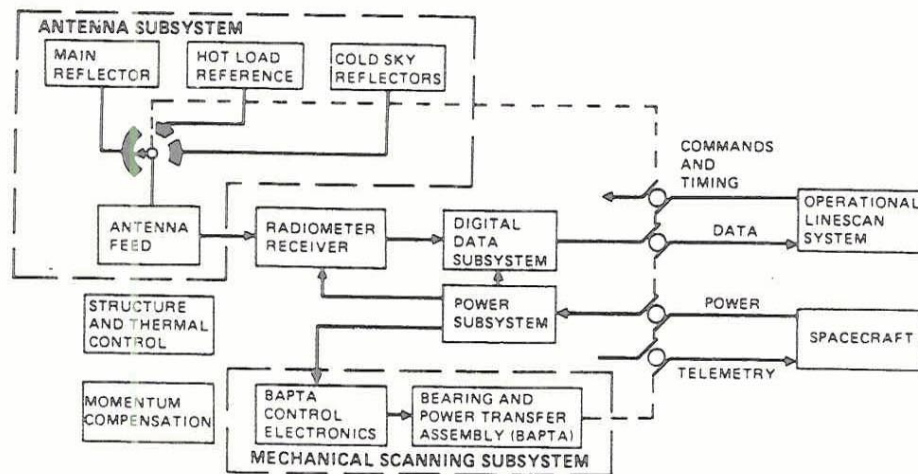 ANTENNA SUBSYSTEM
MAIN
REFLECTOR
HOT LOAD
REFERENCE
COLD SKY
REFLECTORS
COMMANDS
AND
TIMING
OPERATIONAL
LINESCAN
SYSTEM
ANTENNA
FEED
RADIOMETER
RECEIVER
DIGITAL
DATA
SUBSYSTEM
DATA
STRUCTURE
AND THERMAL
CONTROL
POWER
SUBSYSTEM
POWER
SPACECRAFT
TELEMETRY
MOMENTUM
COMPENSATION
BAPTA
CONTROL
ELECTRONICS
BEARING AND
POWER TRANSFER
ASSEMBLY (BAPTA)
MECHANICAL SCANNING SUBSYSTEM